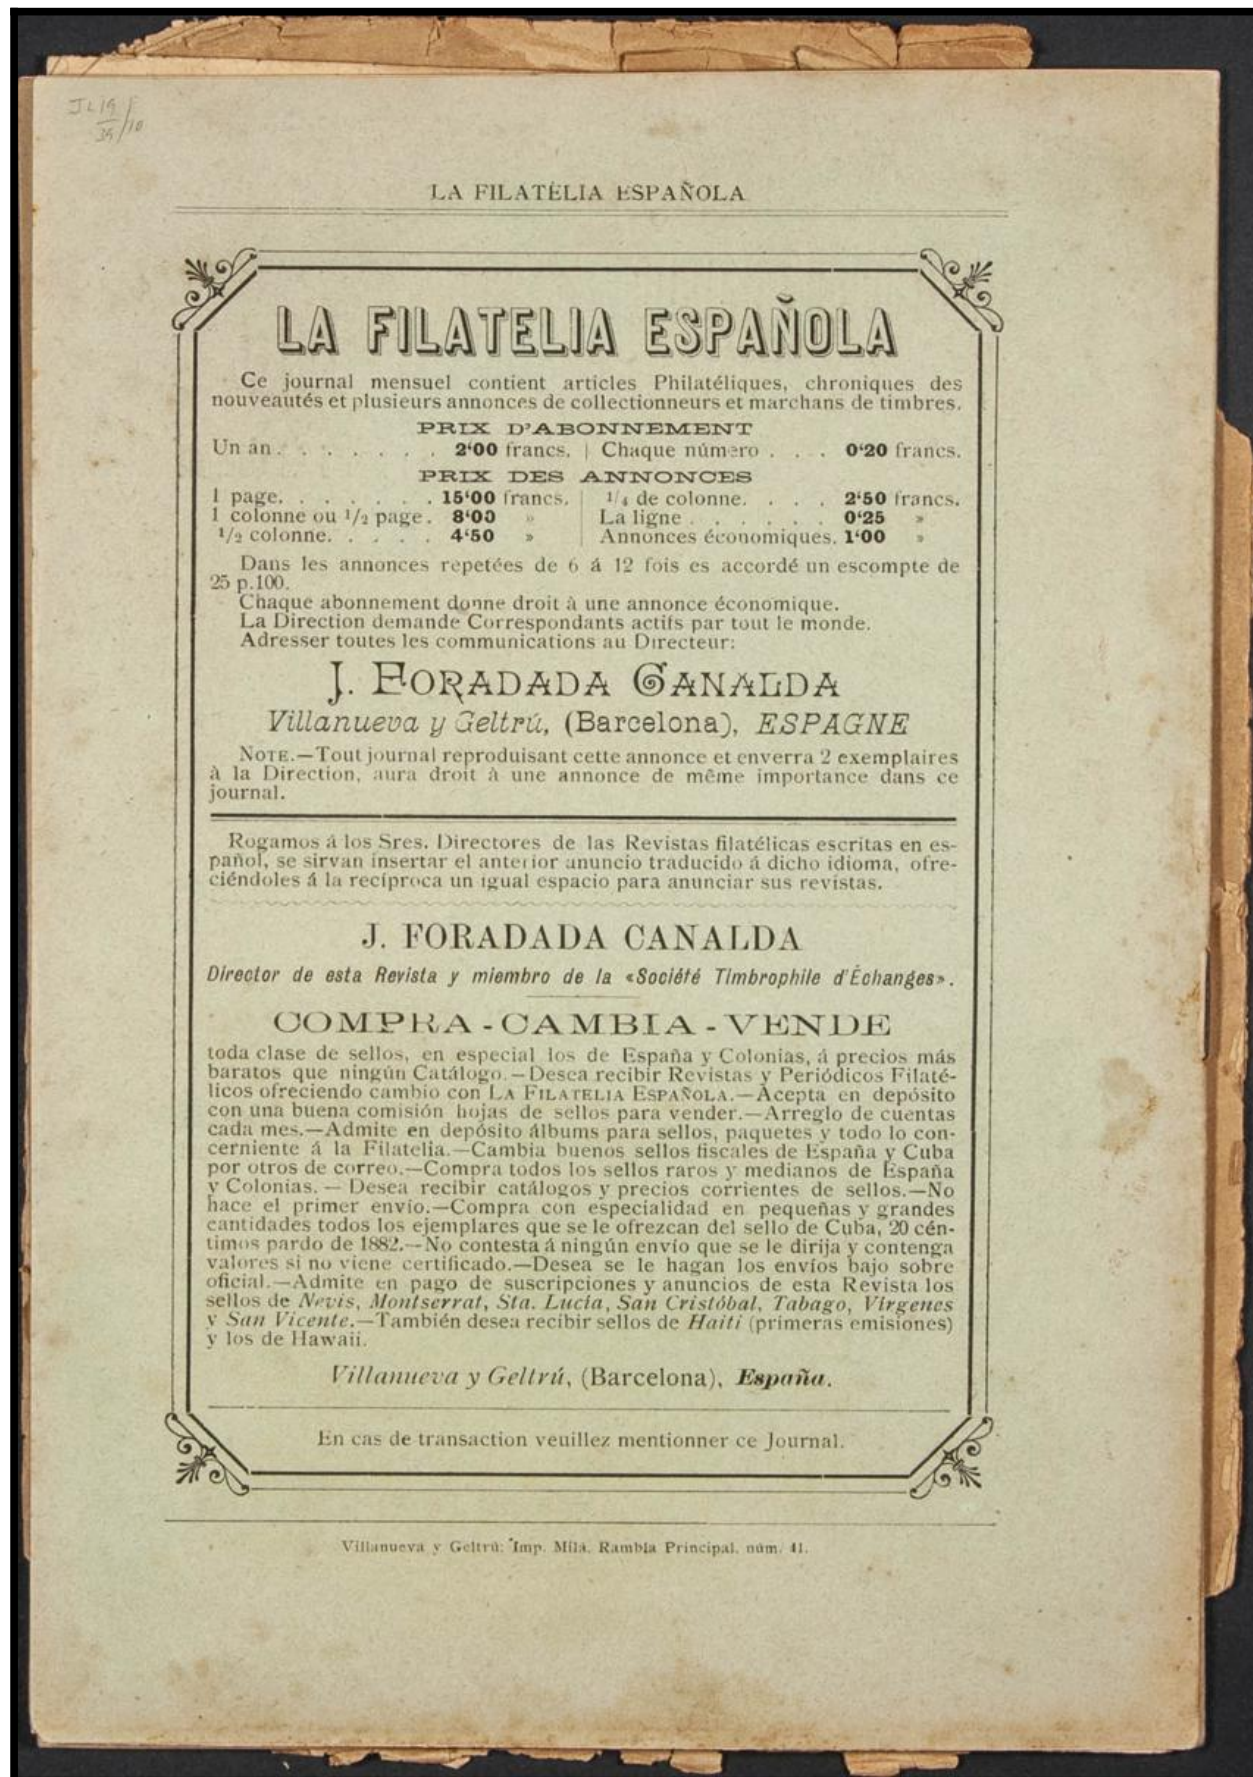 JL19
35/10
LA FILATÉLIA ESPAÑOLA
LA FILATELIA ESPAÑOLA
Ce journal mensuel contient articles Philatéliques, chroniques des
nouveautés et plusieurs annonces de collectionneurs et marchans de timbres.
PRIX D'ABONNEMENT
Un an . . . . . . . 2‘00 francs. | Chaque número . . . 0‘20 francs.
PRIX DES ANNONCES
1 page. . . . . . . 15‘00 francs. | 1/4 de colonne. . . . 2‘50 francs.
1 colonne ou 1/2 page . 8‘00 » | La ligne . . . . . . 0‘25 »
1/2 colonne. . . . . 4‘50 » | Annonces économiques. 1‘00 »
Dans les annonces repetées de 6 á 12 fois es accordé un escompte de
25 p.100.
Chaque abonnement donne droit à une annonce économique.
La Direction demande Correspondants actifs par tout le monde.
Adresser toutes les communications au Directeur:
J. FORADADA CANALDA
Villanueva y Geltrú, (Barcelona), ESPAGNE
NOTE.—Tout journal reproduisant cette annonce et enverra 2 exemplaires
à la Direction, aura droit à une annonce de même importance dans ce
journal.
Rogamos á los Sres. Directores de las Revistas filatélicas escritas en es-
pañol, se sirvan insertar el anterior anuncio traducido á dicho idioma, ofre-
ciéndoles á la recíproca un igual espacio para anunciar sus revistas.
J. FORADADA CANALDA
Director de esta Revista y miembro de la «Société Timbrophile d'Échanges».
COMPRA - CAMBIA - VENDE
toda clase de sellos, en especial los de España y Colonias, á precios más
baratos que ningún Catálogo.—Desea recibir Revistas y Periódicos Filaté-
licos ofreciendo cambio con LA FILATELIA ESPAÑOLA.—Acepta en depósito
con una buena comisión hojas de sellos para vender.—Arreglo de cuentas
cada mes.—Admite en depósito álbums para sellos, paquetes y todo lo con-
cerniente á la Filatelia.—Cambia buenos sellos fiscales de España y Cuba
por otros de correo.—Compra todos los sellos raros y medianos de España
y Colonias.— Desea recibir catálogos y precios corrientes de sellos.—No
hace el primer envío.—Compra con especialidad en pequeñas y grandes
cantidades todos los ejemplares que se le ofrezcan del sello de Cuba, 20 cén-
timos pardo de 1882.—No contesta á ningún envío que se le dirija y contenga
valores si no viene certificado.—Desea se le hagan los envíos bajo sobre
oficial.—Admite en pago de suscripciones y anuncios de esta Revista los
sellos de Nevis, Montserrat, Sta. Lucía, San Cristóbal, Tabago, Vírgenes
y San Vicente.—También desea recibir sellos de Haití (primeras emisiones)
y los de Hawaii.
Villanueva y Geltrú, (Barcelona), España.
En cas de transaction veuillez mentionner ce Journal.
Villanueva y Geltrú: Imp. Milá. Rambla Principal. núm. 41.